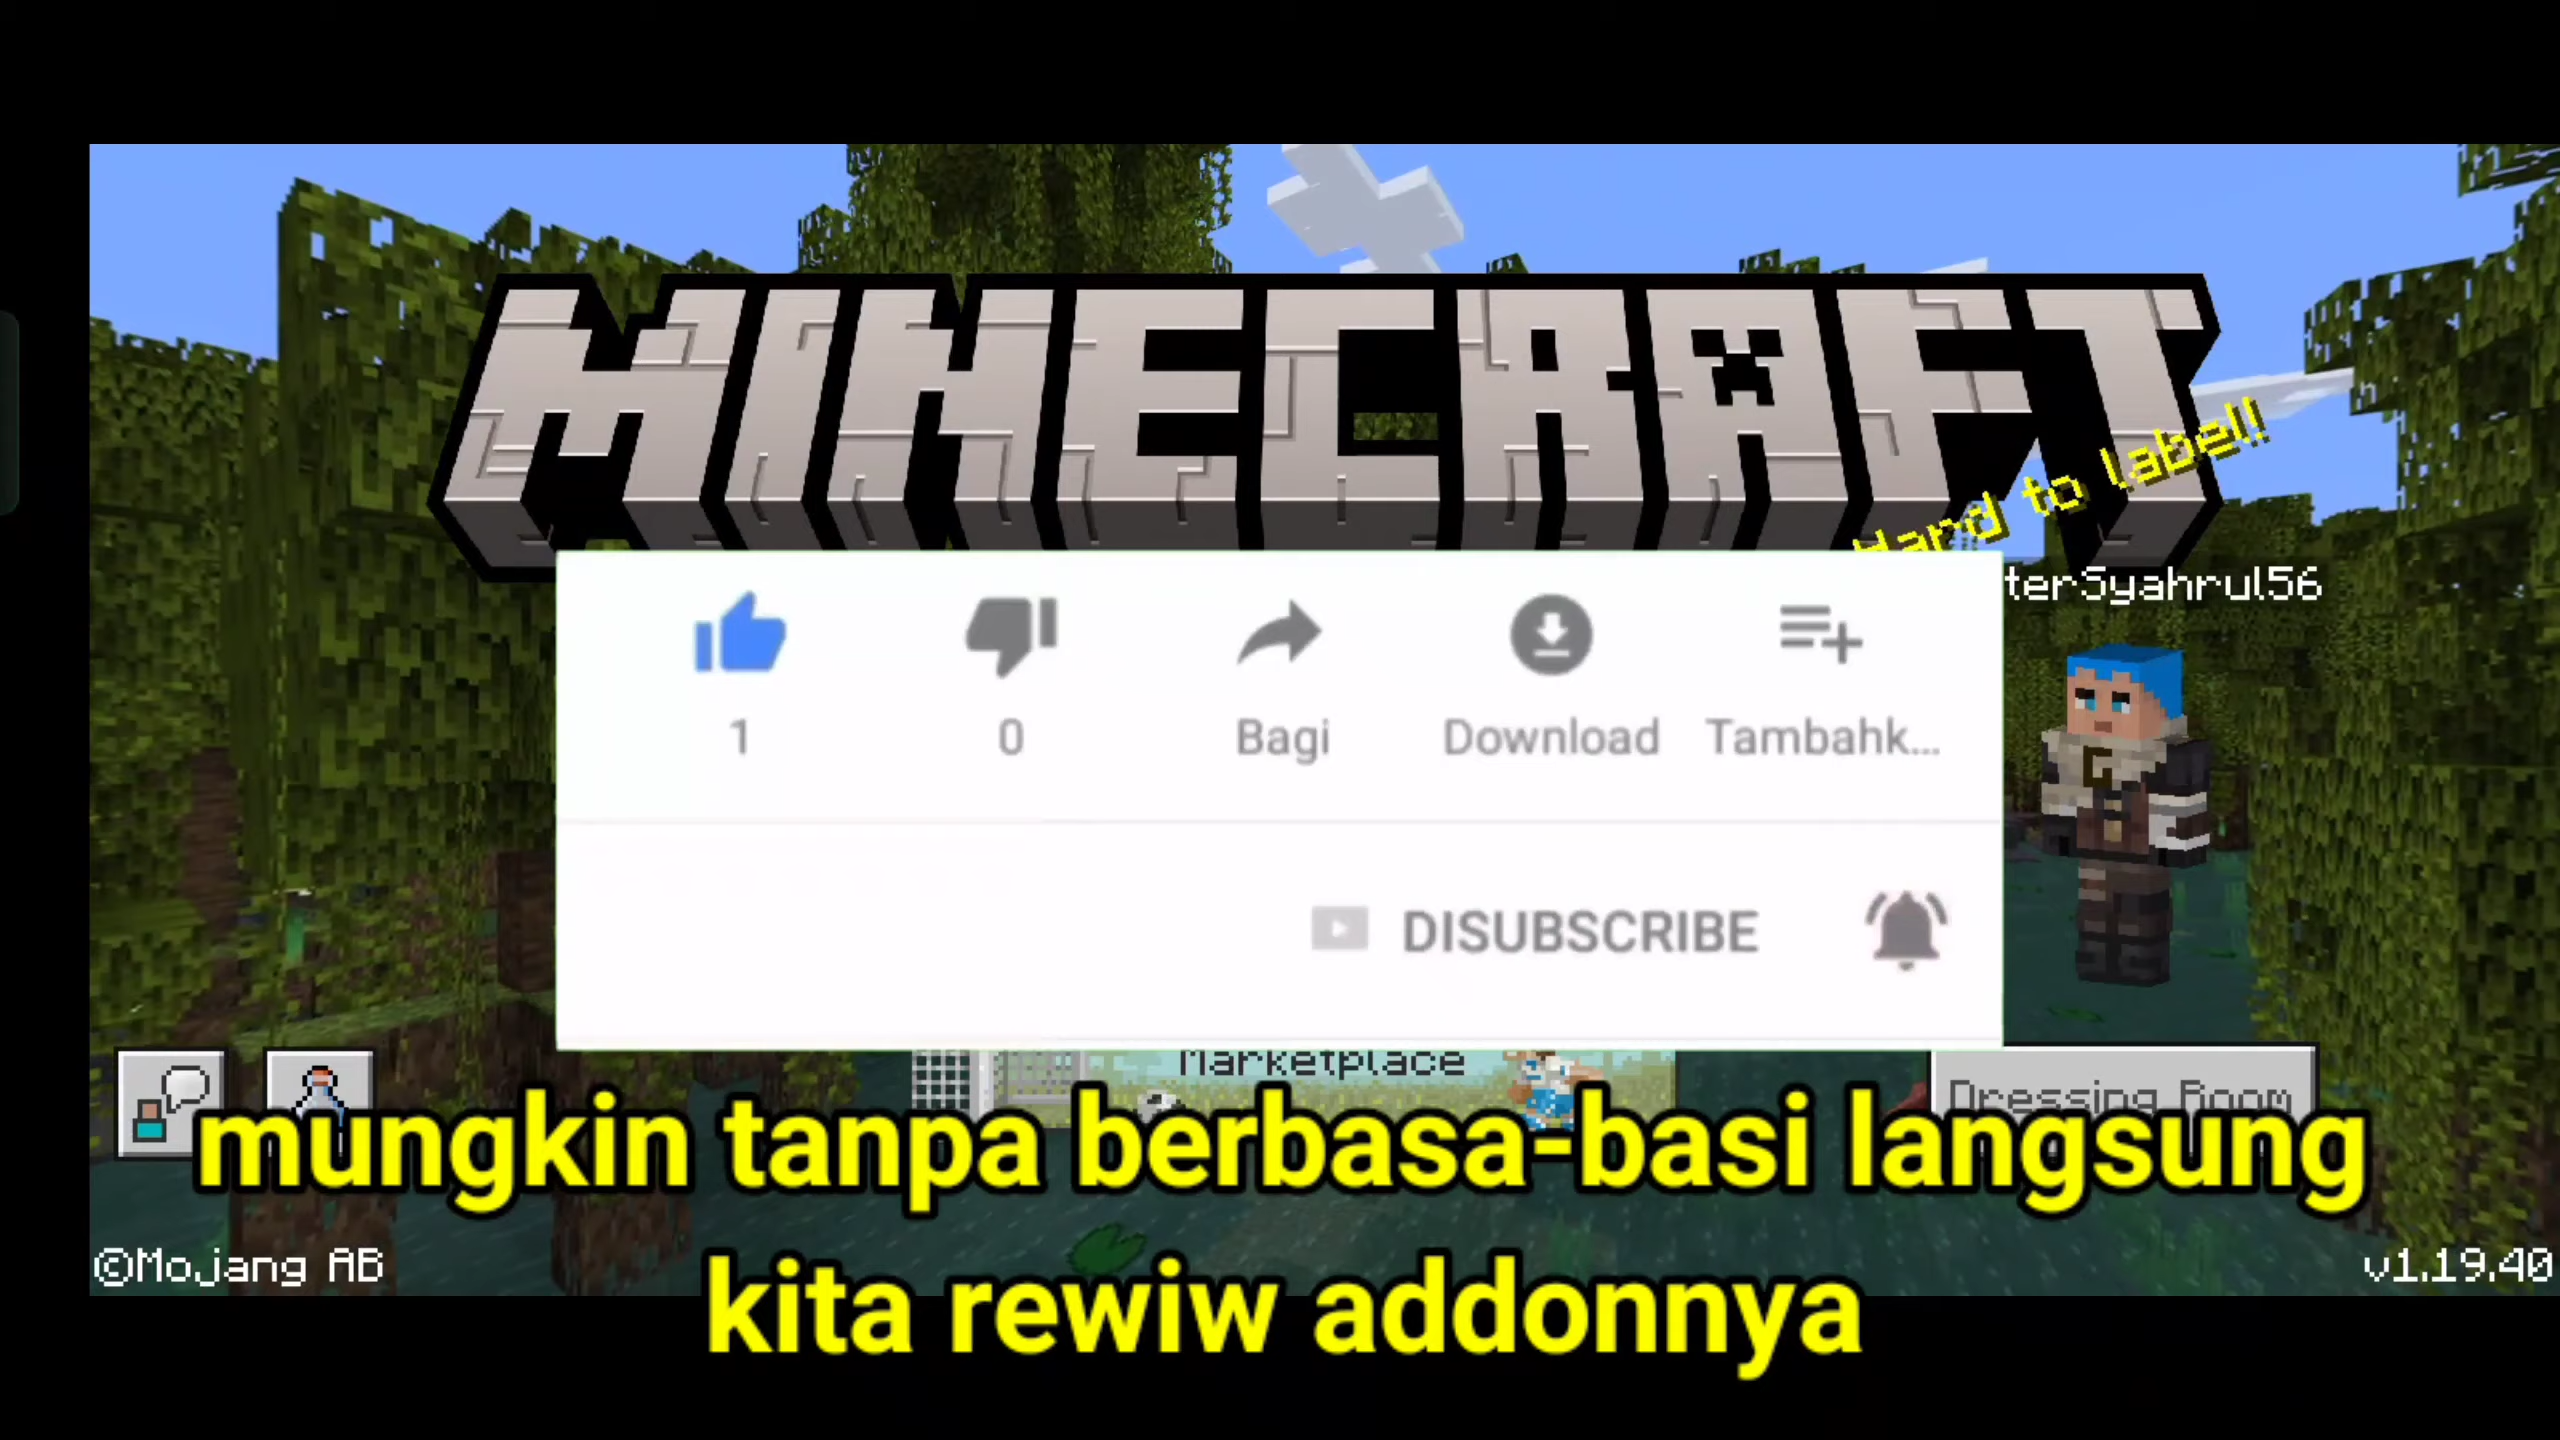 MINECRAFT
Hard to label!
terSyahrul56
1
0
Bagi
Download
Tambahk...
DISUBSCRIBE
Marketplace
Dressing Room
mungkin tanpa berbasa-basi langsung
kita rewiw addonnya
©Mojang AB
v1.19.40